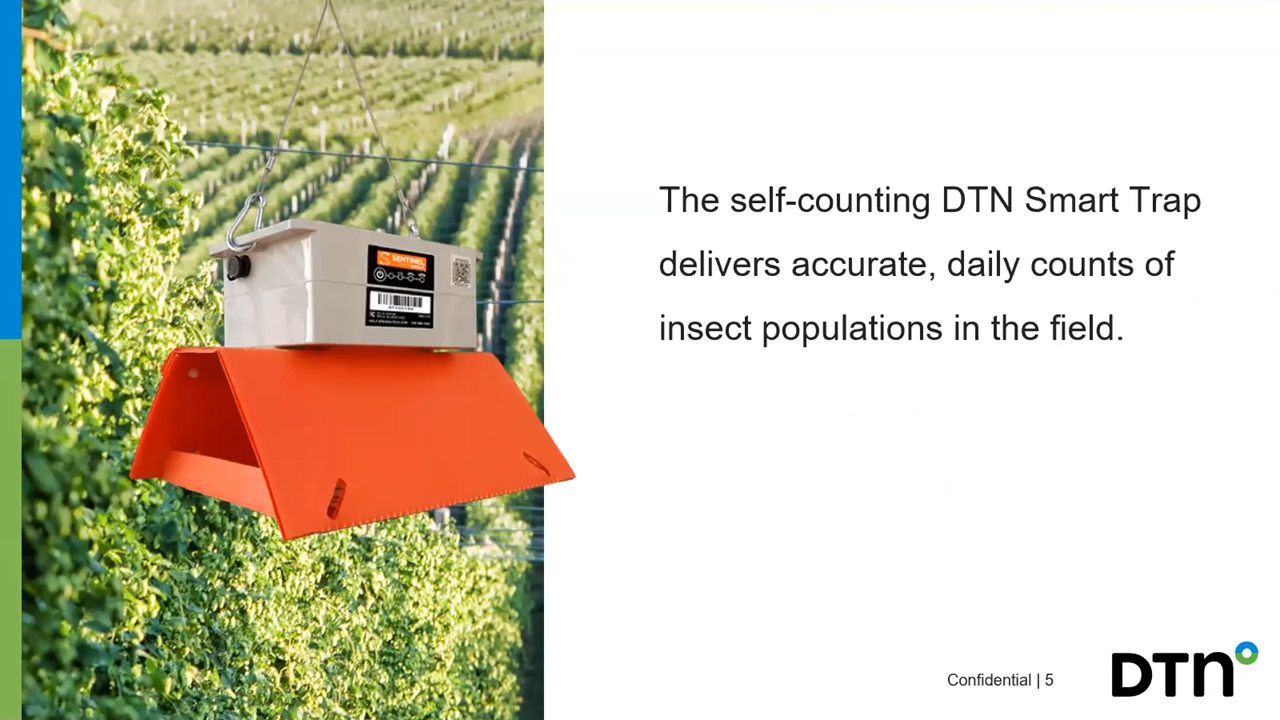 The self-counting DTN Smart Trap
delivers accurate, daily counts of
insect populations in the field.
SENTINEL
Confidential | 5
DTN